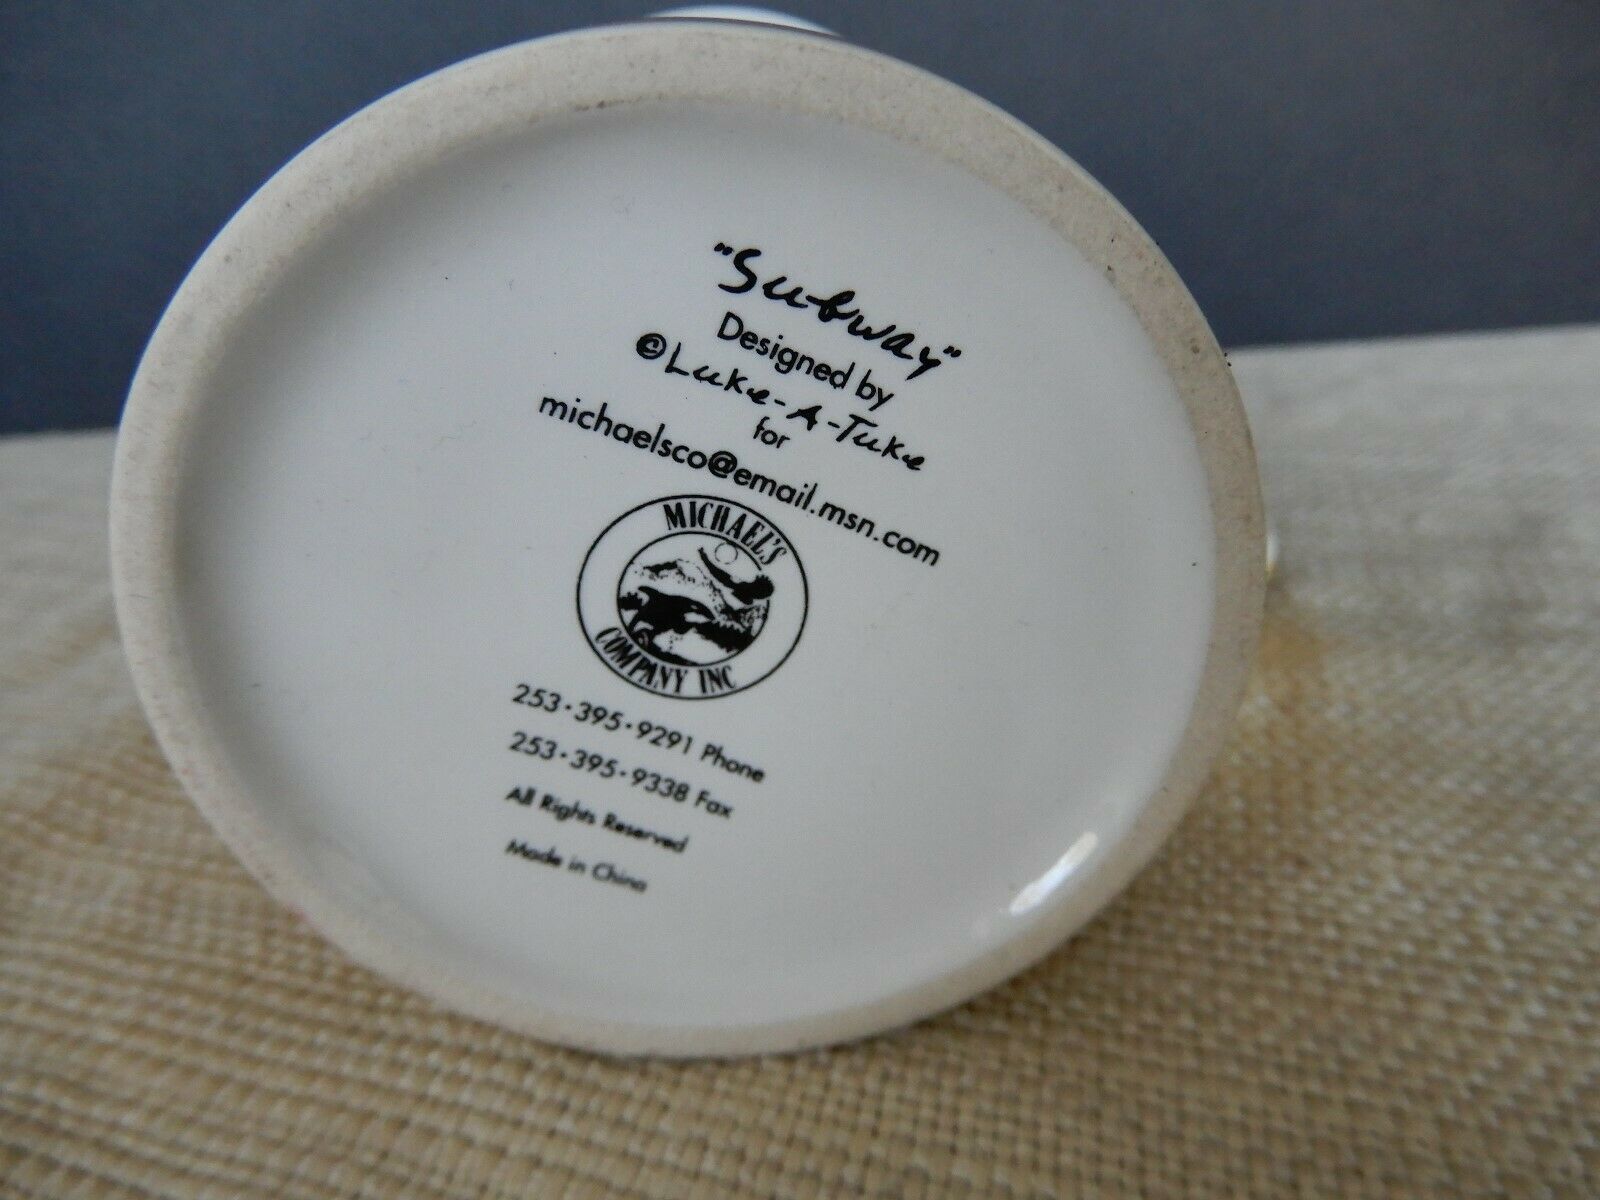 "Subway"
Designed by
©Luke-A-Tuke
for
michaelsco@email.msn.com
MICHAEL'S
COMPANY INC
253·395·9291 Phone
253·395·9338 Fax
All Rights Reserved
Made in China